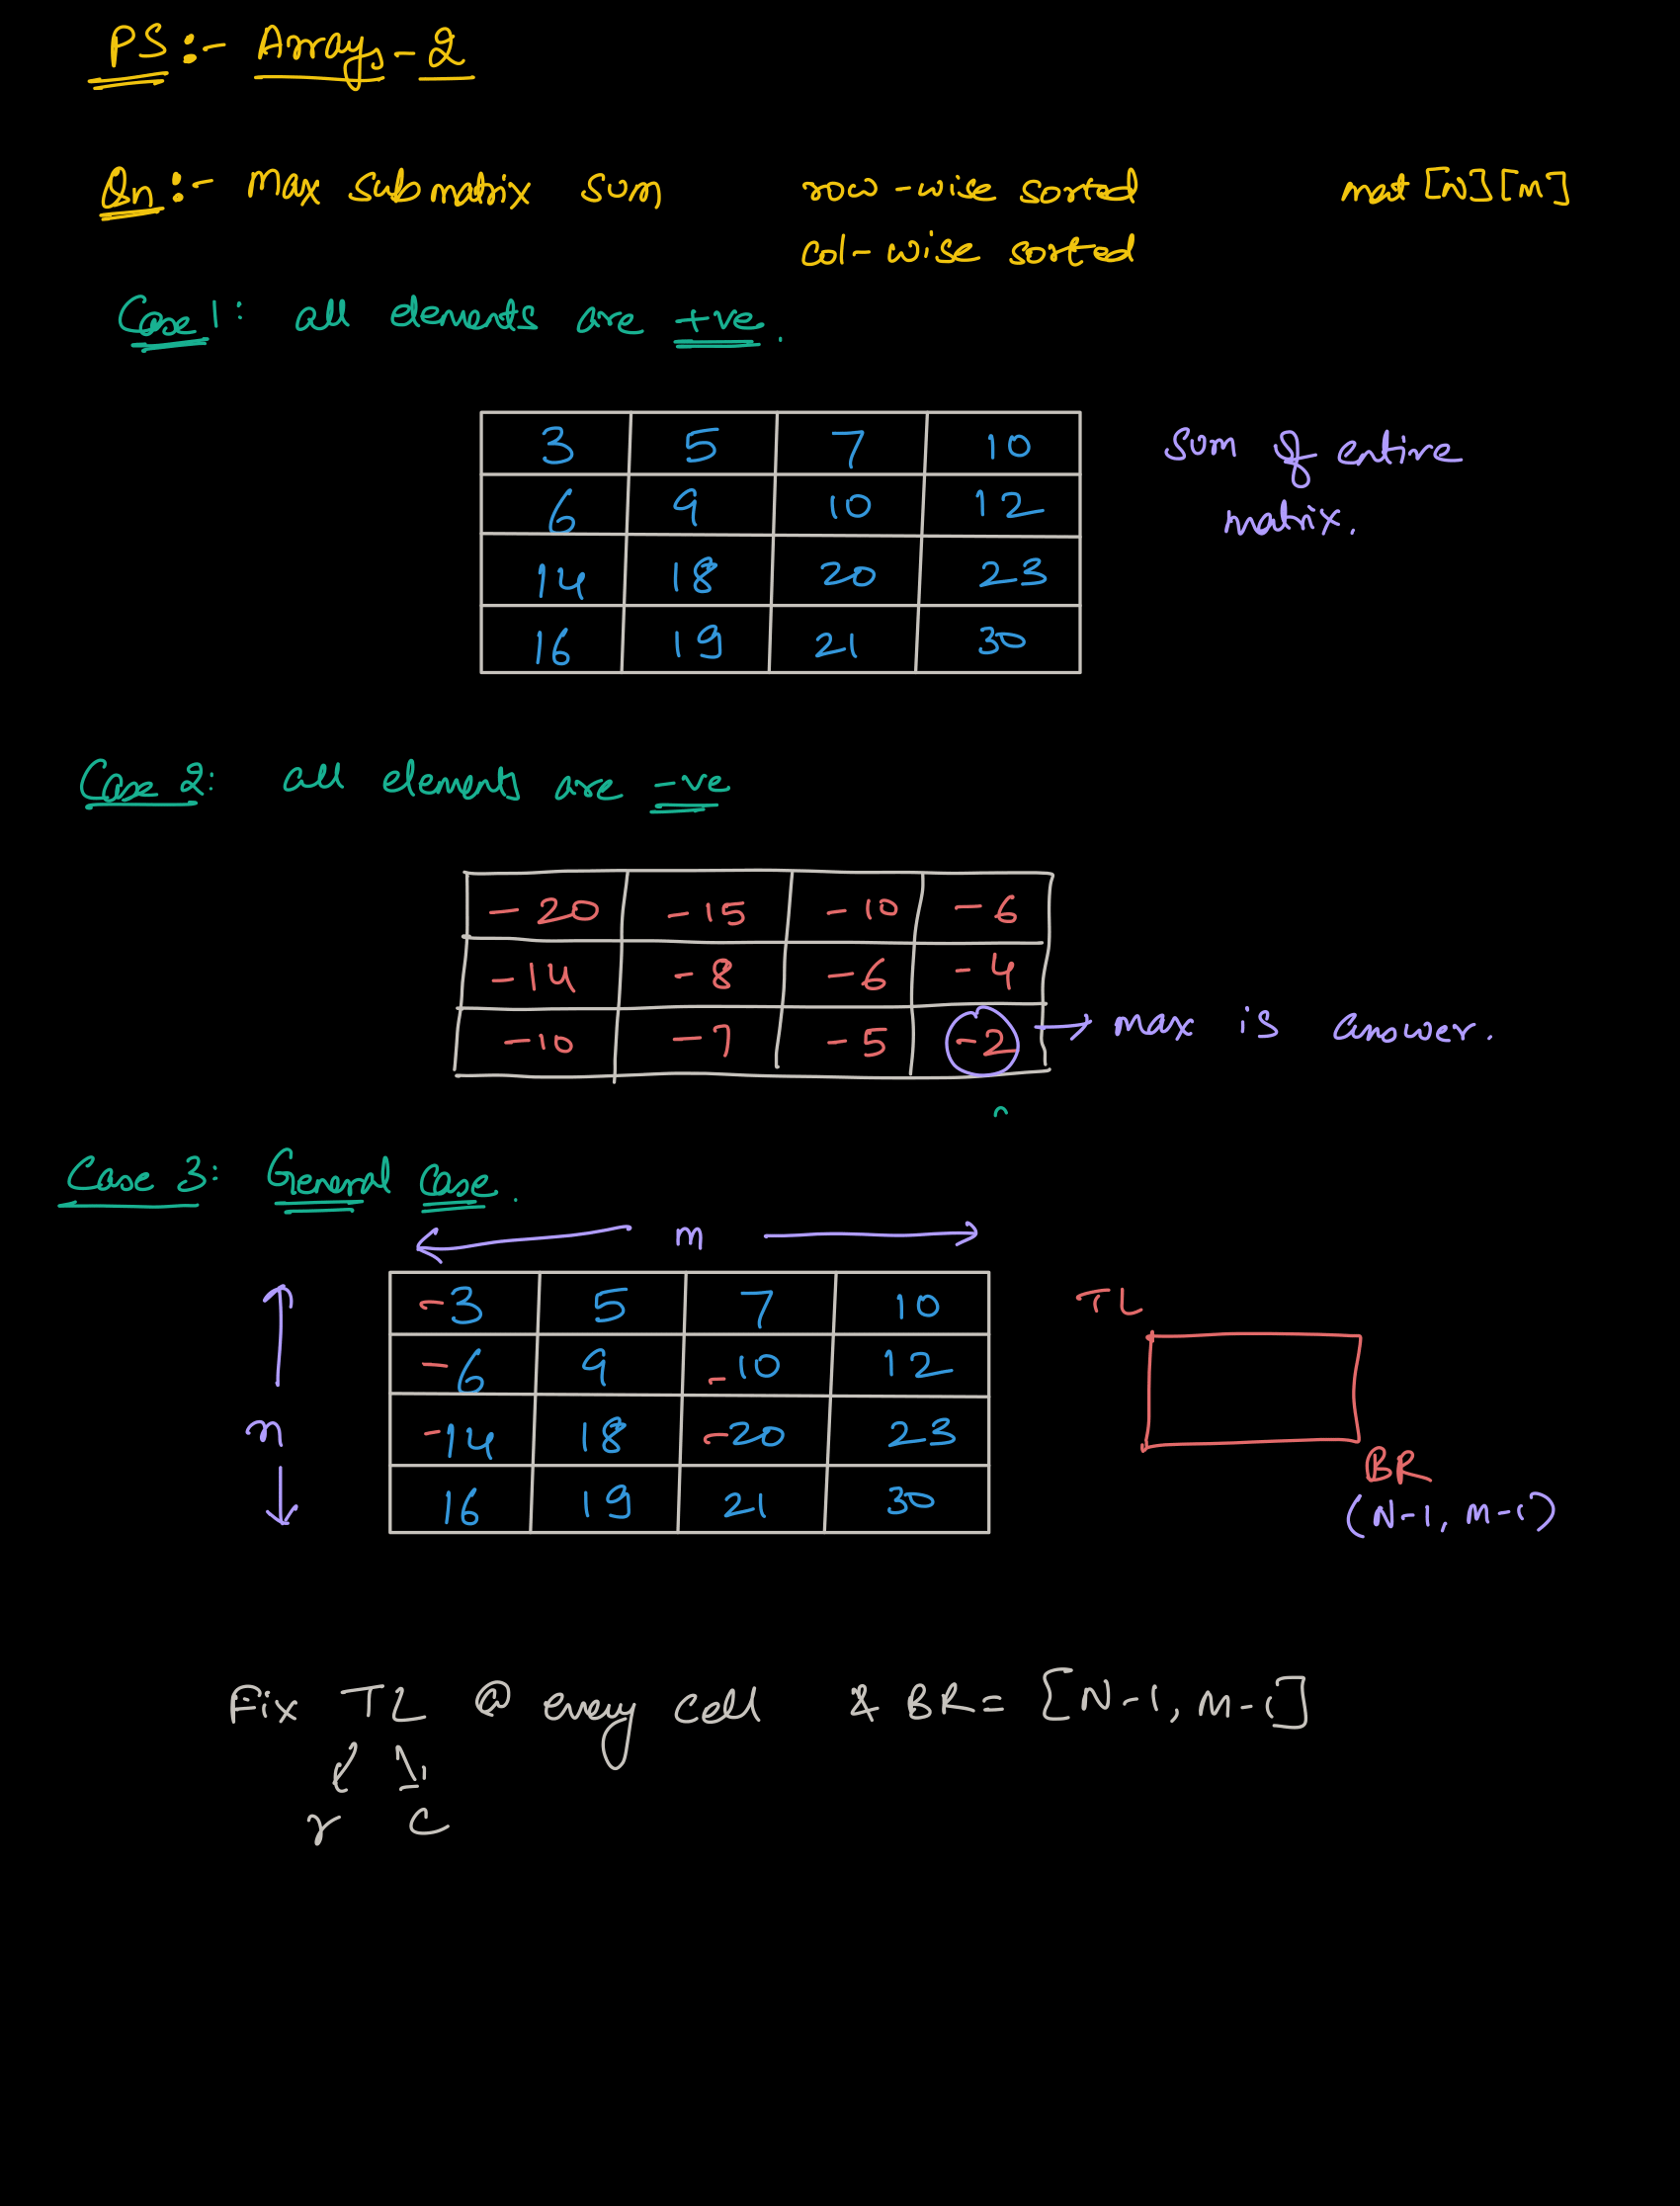 PS:- Arrays - 2
Qn:- Max submatrix sum row-wise sorted mat[N][M]
col-wise sorted
Case 1: all elements are +ve.
3 5 7 10
6 9 10 12
14 18 20 23
16 19 21 30
sum of entire
matrix.
Case 2: all elements are -ve
-20 -15 -10 -6
-14 -8 -6 -4
-10 -7 -5 -2 → max is answer.
Case 3: General Case.
m
n
-3 5 7 10
-6 9 -10 12
-14 18 -20 23
16 19 21 30
TL
BR
(N-1, M-1)
Fix TL @ every cell & BR = [N-1, M-1]
r c